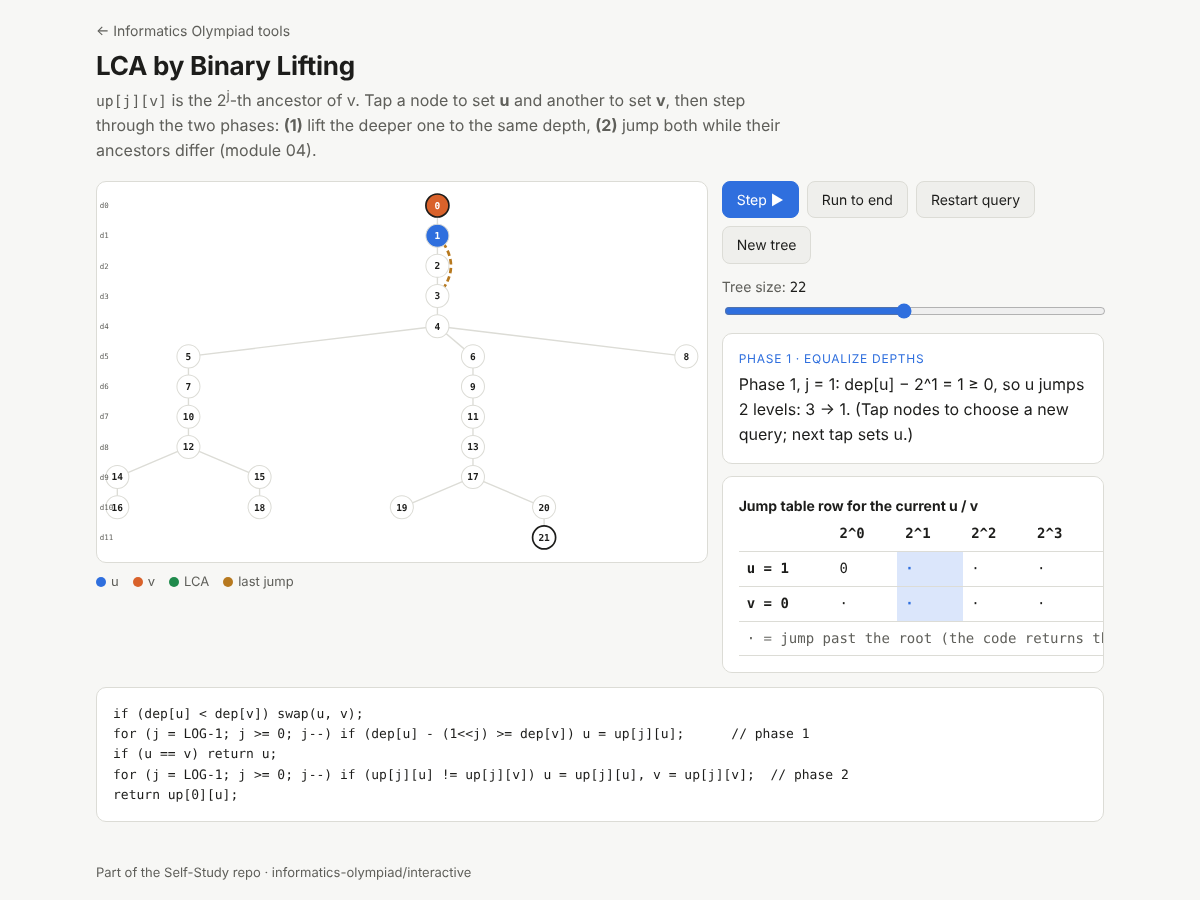 ← Informatics Olympiad tools
LCA by Binary Lifting
up[j][v] is the 2^j-th ancestor of v. Tap a node to set u and another to set v, then step
through the two phases: (1) lift the deeper one to the same depth, (2) jump both while their
ancestors differ (module 04).
d0 0
d1 1
d2 2
d3 3
d4 4
d5 5 6 8
d6 7 9
d7 10 11
d8 12 13
d9 14 15 17
d10 16 18 19 20
d11 21
u v LCA last jump
Step ▶ Run to end Restart query
New tree
Tree size: 22
PHASE 1 · EQUALIZE DEPTHS
Phase 1, j = 1: dep[u] − 2^1 = 1 ≥ 0, so u jumps
2 levels: 3 → 1. (Tap nodes to choose a new
query; next tap sets u.)
Jump table row for the current u / v
2^0 2^1 2^2 2^3
u = 1 0 · · ·
v = 0 · · · ·
· = jump past the root (the code returns
if (dep[u] < dep[v]) swap(u, v);
for (j = LOG-1; j >= 0; j--) if (dep[u] - (1<<j) >= dep[v]) u = up[j][u]; // phase 1
if (u == v) return u;
for (j = LOG-1; j >= 0; j--) if (up[j][u] != up[j][v]) u = up[j][u], v = up[j][v]; // phase 2
return up[0][u];
Part of the Self-Study repo · informatics-olympiad/interactive